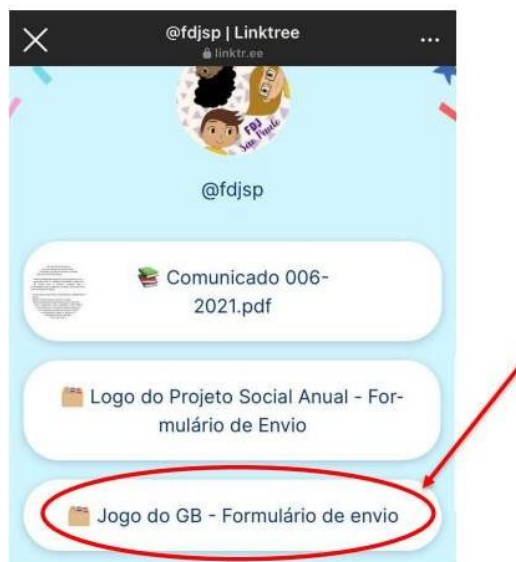 @fdjsp | Linktree
linktr.ee
FDJ
São Paulo
@fdjsp
📚 Comunicado 006-
2021.pdf
🗂️ Logo do Projeto Social Anual - For-
mulário de Envio
🗂️ Jogo do GB - Formulário de envio